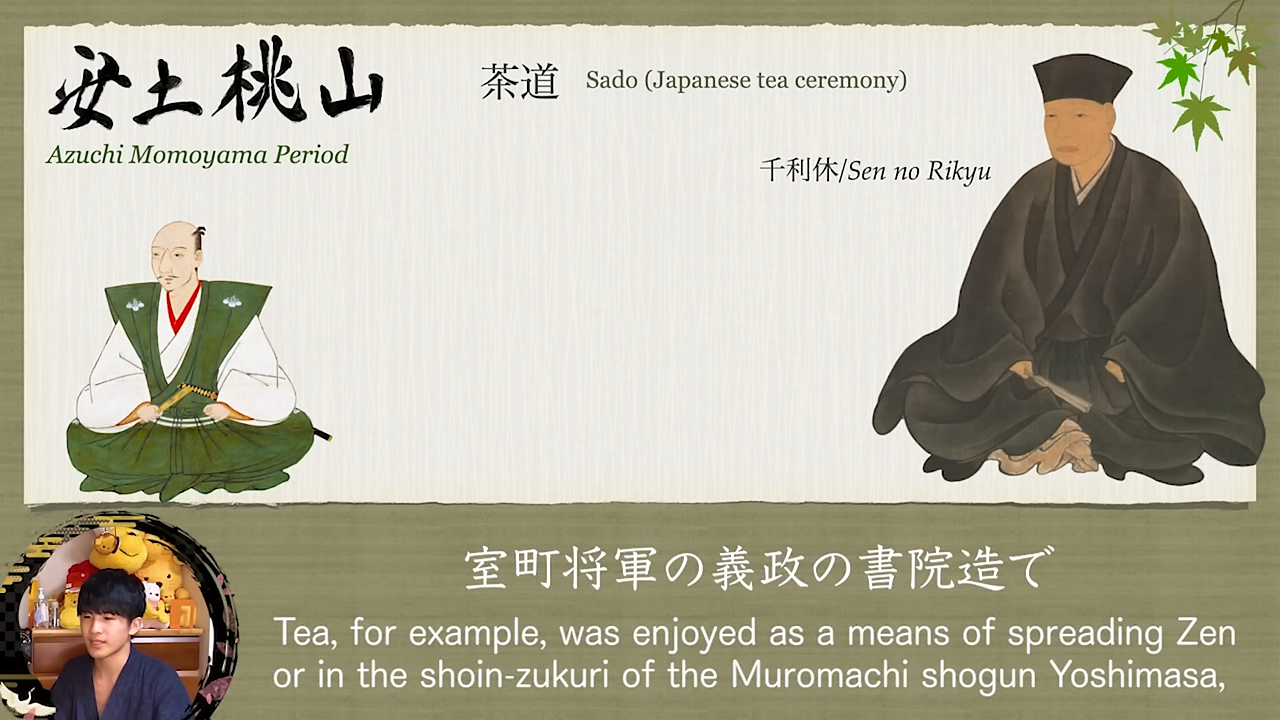 安土桃山
Azuchi Momoyama Period
茶道 Sado (Japanese tea ceremony)
千利休/Sen no Rikyu
室町将軍の義政の書院造で
Tea, for example, was enjoyed as a means of spreading Zen
or in the shoin-zukuri of the Muromachi shogun Yoshimasa,